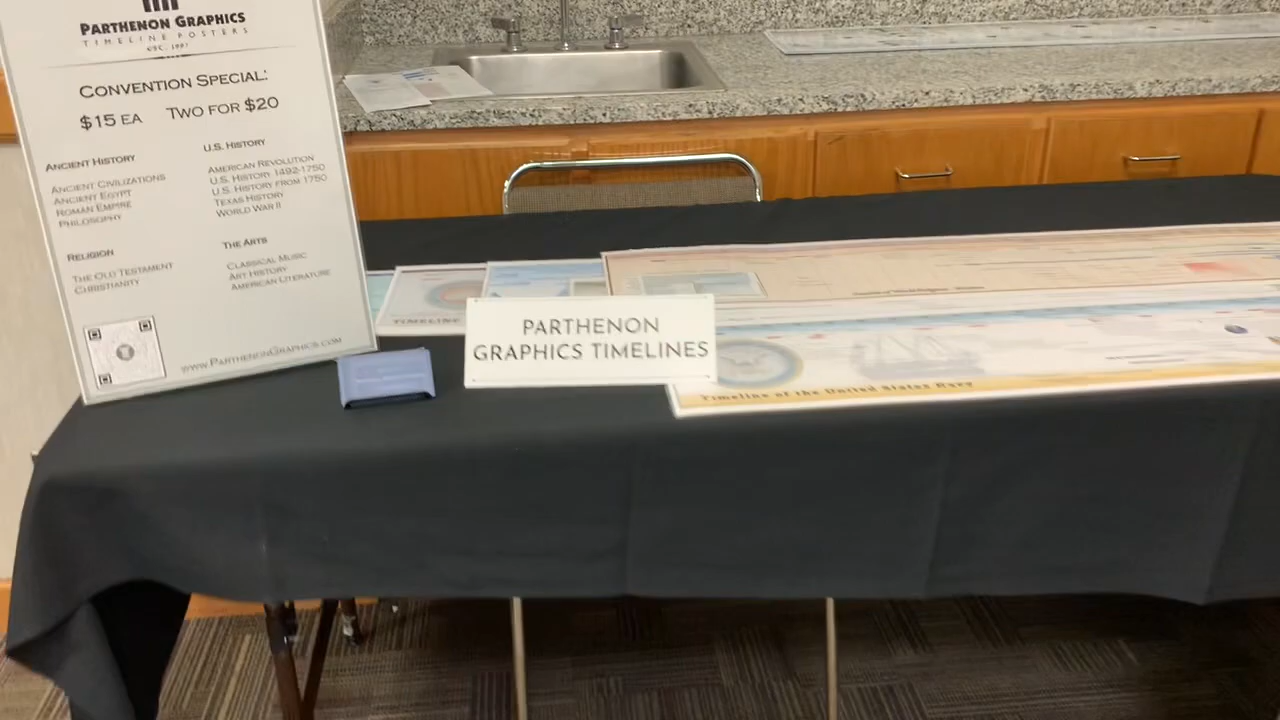 PARTHENON GRAPHICS
TIMELINE POSTERS
EST. 1997
CONVENTION SPECIAL:
$15 EA TWO FOR $20
ANCIENT HISTORY
ANCIENT CIVILIZATIONS
ANCIENT EGYPT
ROMAN EMPIRE
PHILOSOPHY
U.S. HISTORY
AMERICAN REVOLUTION
U.S. HISTORY 1492-1750
U.S. HISTORY FROM 1750
TEXAS HISTORY
WORLD WAR II
RELIGION
THE OLD TESTAMENT
CHRISTIANITY
THE ARTS
CLASSICAL MUSIC
ART HISTORY
AMERICAN LITERATURE
WWW.PARTHENONGRAPHICS.COM
TIMELINE
PARTHENON
GRAPHICS TIMELINES
Timeline of the United States Navy